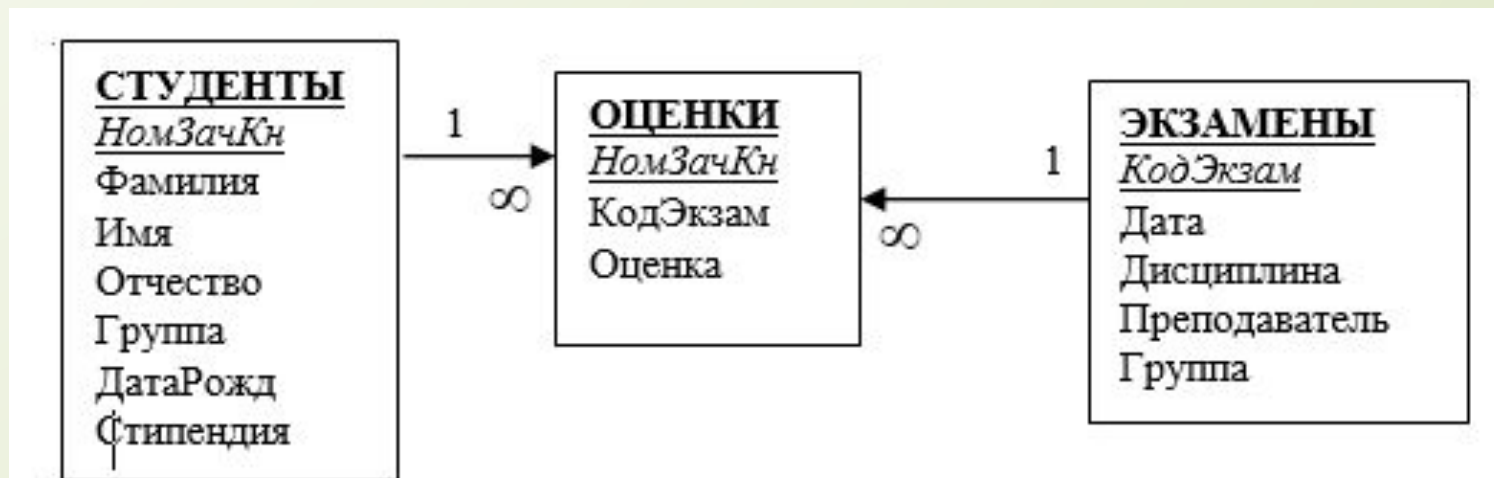 СТУДЕНТЫ
НомЗачКн
Фамилия
Имя
Отчество
Группа
ДатаРожд
Стипендия
1
∞
ОЦЕНКИ
НомЗачКн
КодЭкзам
Оценка
1
∞
ЭКЗАМЕНЫ
КодЭкзам
Дата
Дисциплина
Преподаватель
Группа